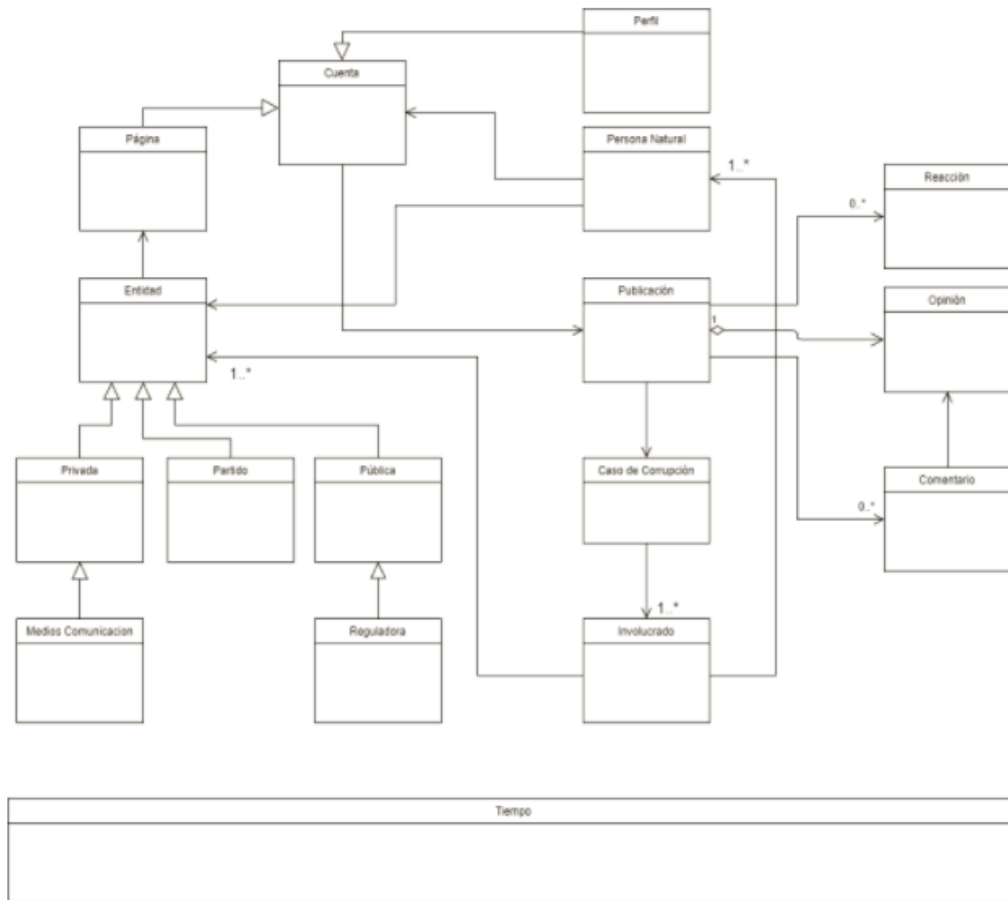 Perfil
Cuenta
Página
Persona Natural
1..*
Reacción
0..*
Entidad
Publicación
Opinión
1
1..*
Privada
Partido
Pública
Caso de Corrupción
Comentario
0..*
1..*
Medios Comunicacion
Reguladora
Involucrado
Tiempo